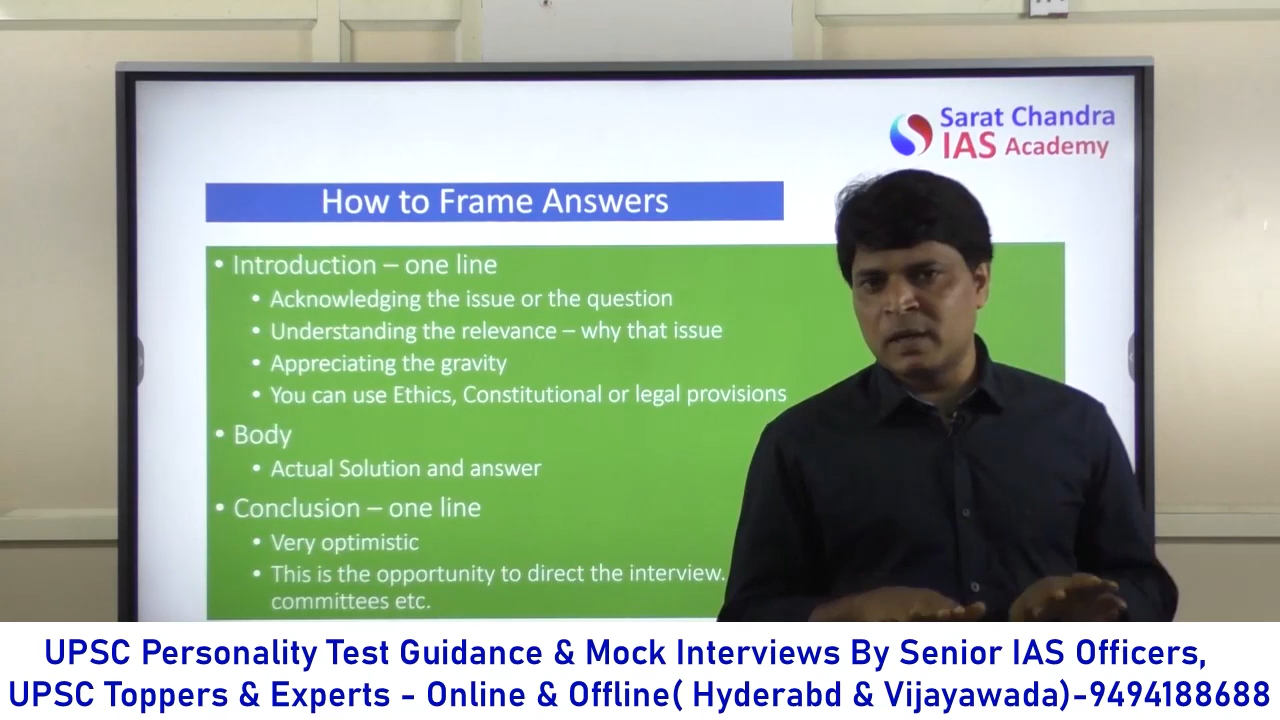 Sarat Chandra
IAS Academy
How to Frame Answers
• Introduction – one line
• Acknowledging the issue or the question
• Understanding the relevance – why that issue
• Appreciating the gravity
• You can use Ethics, Constitutional or legal provisions
• Body
• Actual Solution and answer
• Conclusion – one line
• Very optimistic
• This is the opportunity to direct the interview.
committees etc.
UPSC Personality Test Guidance & Mock Interviews By Senior IAS Officers,
UPSC Toppers & Experts - Online & Offline( Hyderabd & Vijayawada)-9494188688